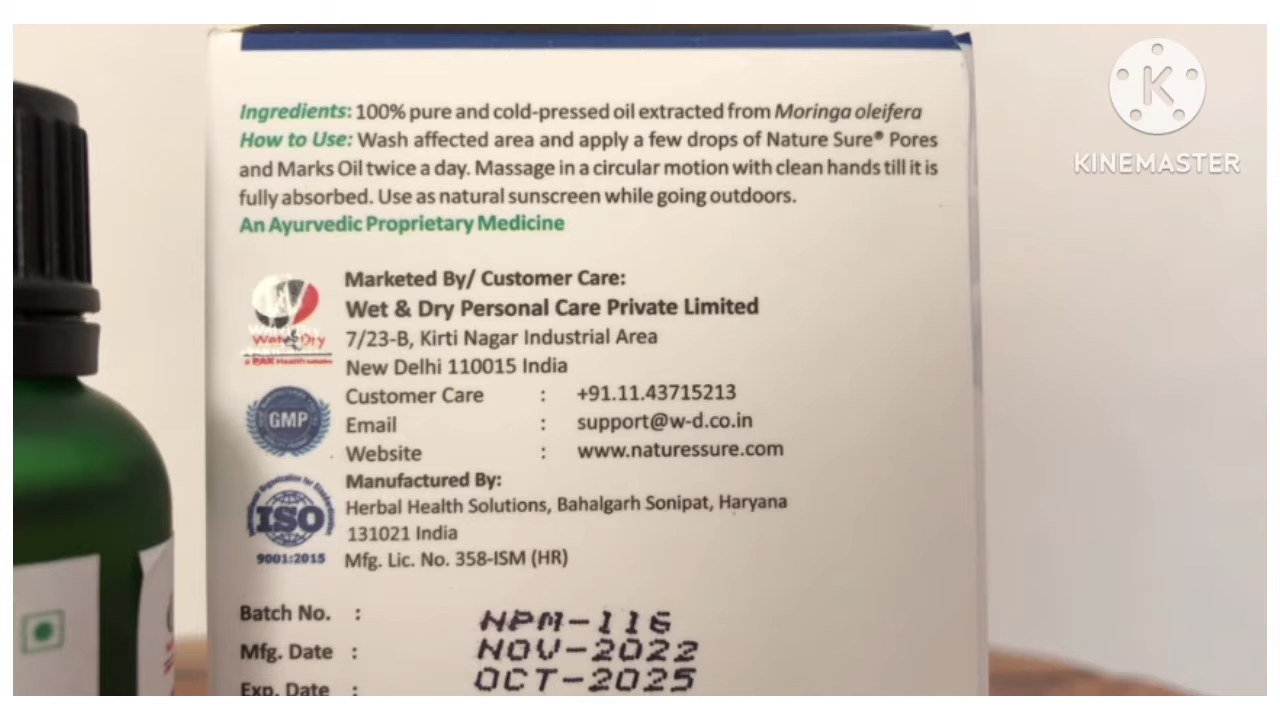 KINEMASTER
Ingredients: 100% pure and cold-pressed oil extracted from Moringa oleifera
How to Use: Wash affected area and apply a few drops of Nature Sure® Pores
and Marks Oil twice a day. Massage in a circular motion with clean hands till it is
fully absorbed. Use as natural sunscreen while going outdoors.
An Ayurvedic Proprietary Medicine
Marketed By/ Customer Care:
Wet & Dry Personal Care Private Limited
7/23-B, Kirti Nagar Industrial Area
New Delhi 110015 India
Customer Care : +91.11.43715213
Email : support@w-d.co.in
Website : www.naturessure.com
Wet & Dry
GMP
ISO
9001:2015
Manufactured By:
Herbal Health Solutions, Bahalgarh Sonipat, Haryana
131021 India
Mfg. Lic. No. 358-ISM (HR)
Batch No. : NPM-116
Mfg. Date : NOV-2022
Exp. Date : OCT-2025